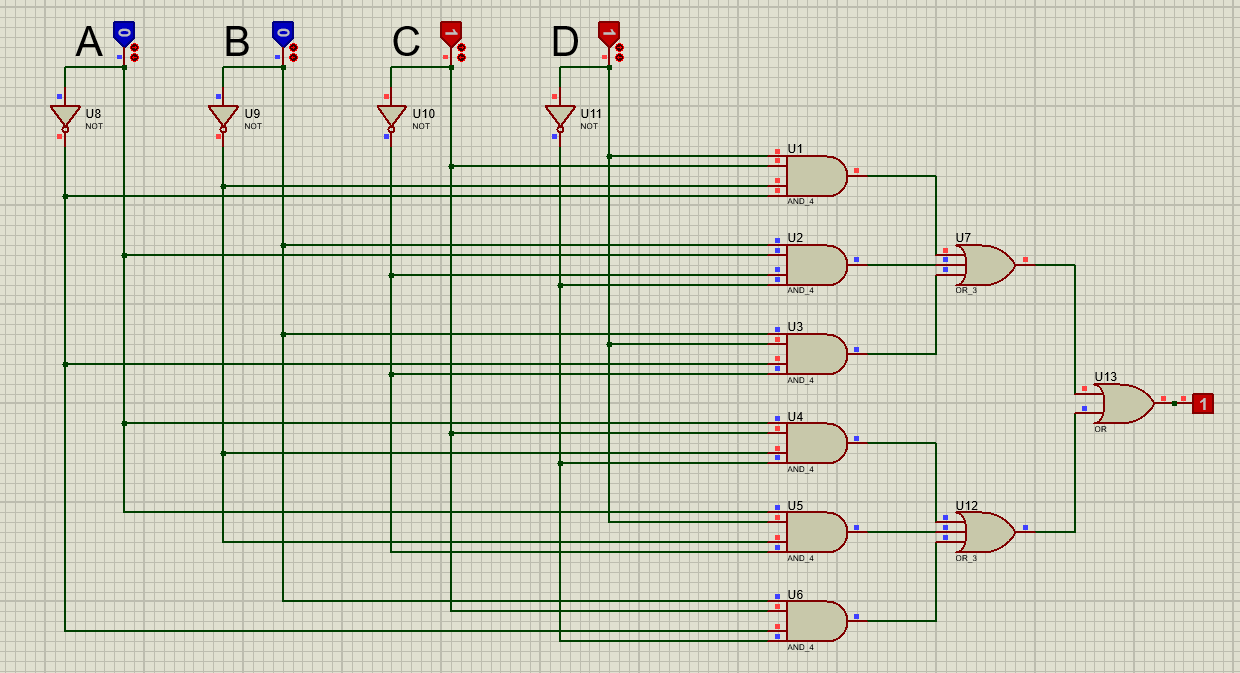 A 0 B 0 C 1 D 1
U8
NOT
U9
NOT
U10
NOT
U11
NOT
U1
AND_4
U2
AND_4
U7
OR_3
U3
AND_4
U13
OR
1
U4
AND_4
U5
AND_4
U12
OR_3
U6
AND_4